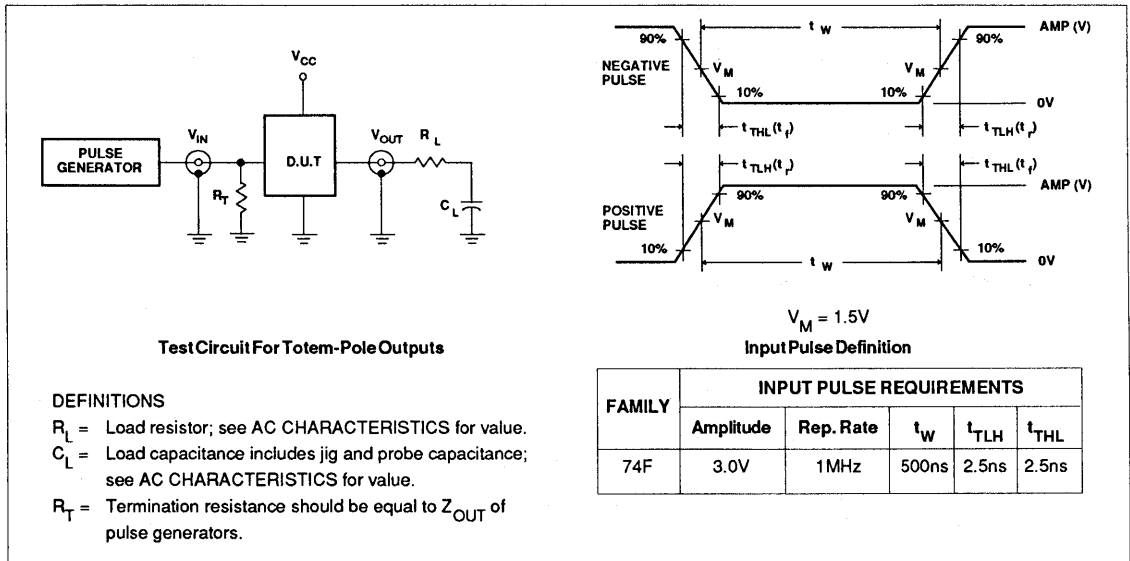 V_CC
V_IN
V_OUT
R_L
PULSE
GENERATOR
D.U.T
R_T
C_L
Test Circuit For Totem-Pole Outputs
DEFINITIONS
R_L = Load resistor; see AC CHARACTERISTICS for value.
C_L = Load capacitance includes jig and probe capacitance;
see AC CHARACTERISTICS for value.
R_T = Termination resistance should be equal to Z_OUT of
pulse generators.
t_W
AMP (V)
90%
90%
NEGATIVE
PULSE
V_M
V_M
10%
10%
0V
t_THL(t_f)
t_TLH(t_r)
t_TLH(t_r)
t_THL(t_f)
AMP (V)
90%
90%
POSITIVE
PULSE
V_M
V_M
10%
10%
t_W
0V
V_M = 1.5V
Input Pulse Definition
FAMILY
INPUT PULSE REQUIREMENTS
Amplitude Rep. Rate t_W t_TLH t_THL
74F 3.0V 1MHz 500ns 2.5ns 2.5ns